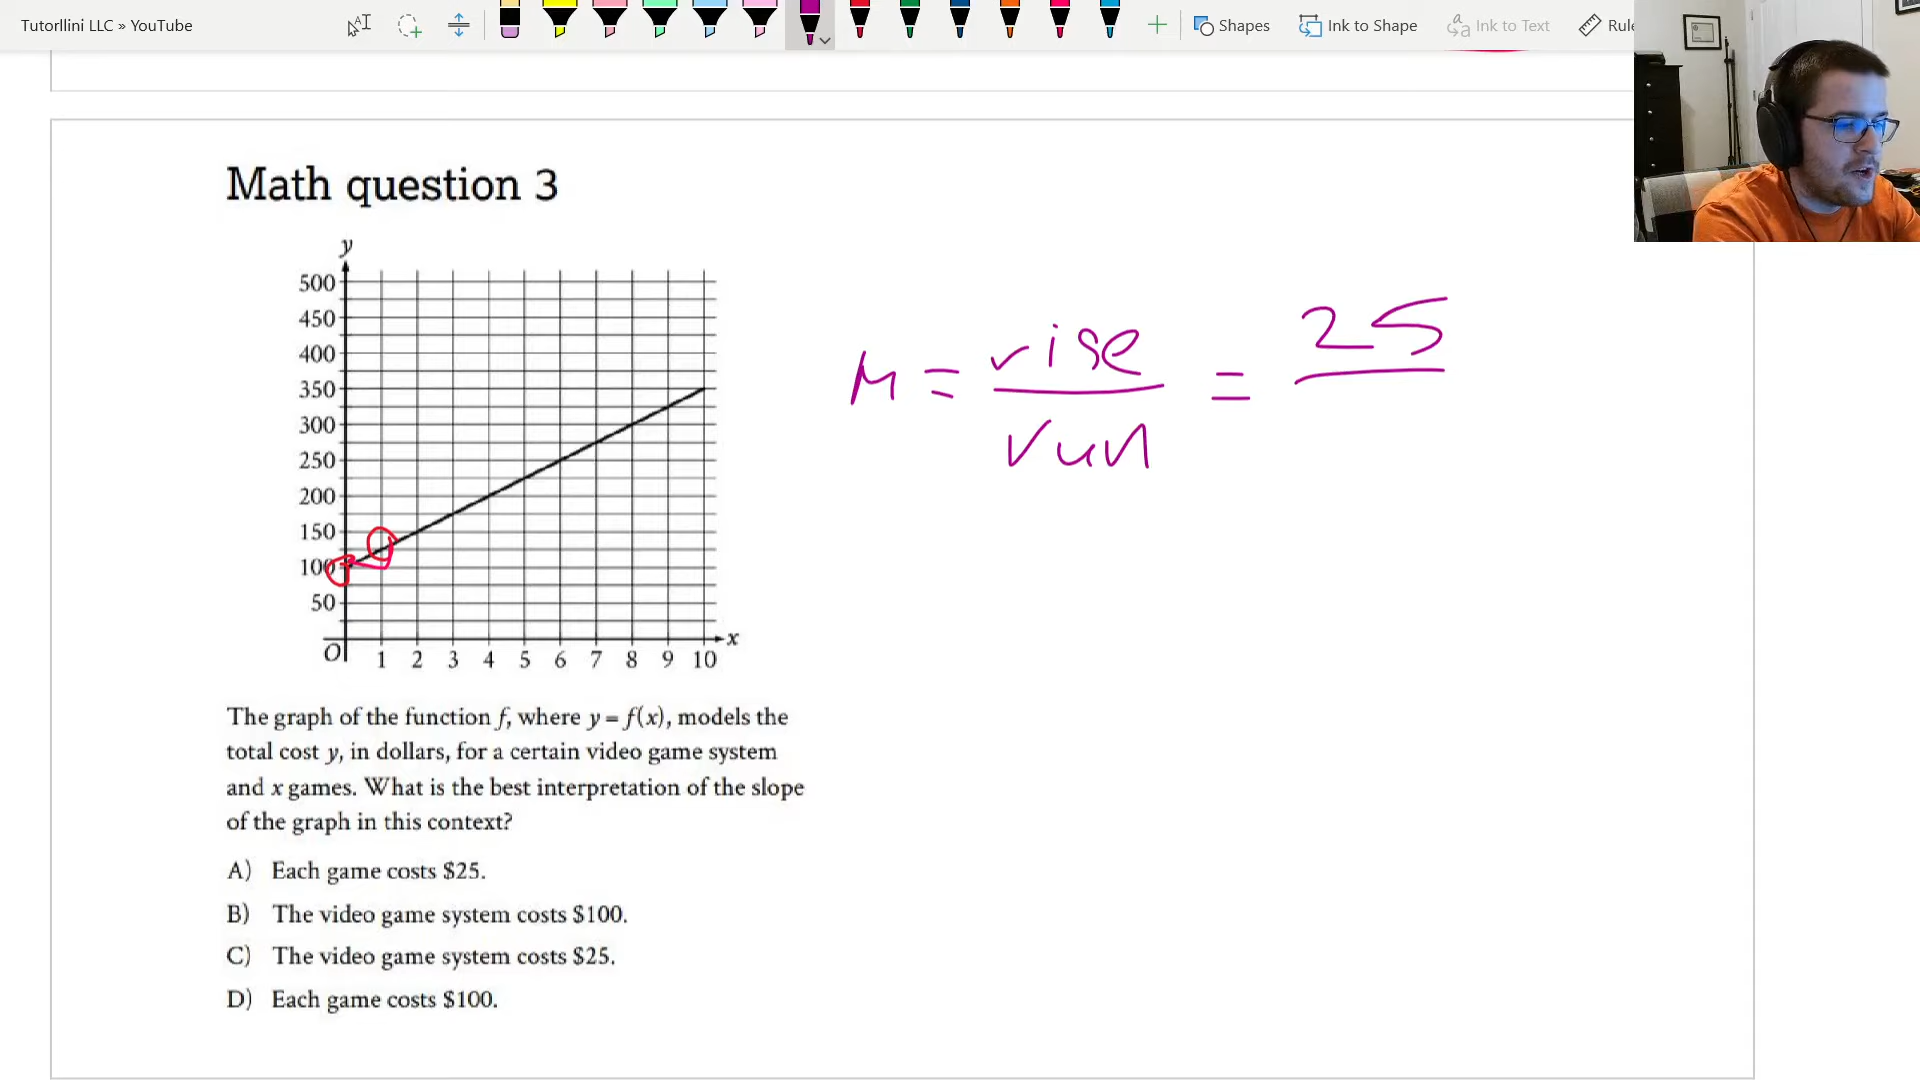 Tutorllini LLC » YouTube
Shapes
Ink to Shape
Ink to Text
Math question 3
y
500
450
400
350
300
250
200
150
100
50
O
1 2 3 4 5 6 7 8 9 10
x
M = rise / run = 25
The graph of the function f, where y = f(x), models the
total cost y, in dollars, for a certain video game system
and x games. What is the best interpretation of the slope
of the graph in this context?
A) Each game costs $25.
B) The video game system costs $100.
C) The video game system costs $25.
D) Each game costs $100.